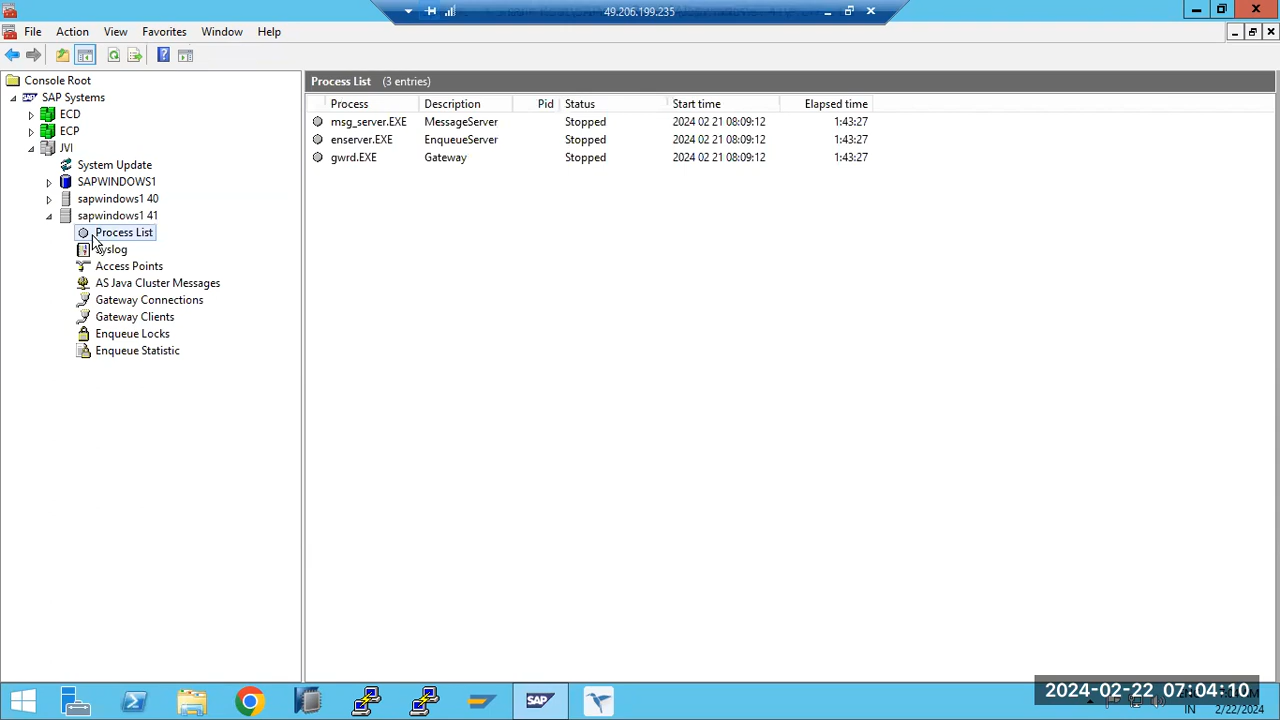 49.206.199.235
File Action View Favorites Window Help
Console Root
SAP Systems
ECD
ECP
JVI
System Update
SAPWINDOWS1
sapwindows1 40
sapwindows1 41
Process List
Syslog
Access Points
AS Java Cluster Messages
Gateway Connections
Gateway Clients
Enqueue Locks
Enqueue Statistic
Process List (3 entries)
Process Description Pid Status Start time Elapsed time
msg_server.EXE MessageServer Stopped 2024 02 21 08:09:12 1:43:27
enserver.EXE EnqueueServer Stopped 2024 02 21 08:09:12 1:43:27
gwrd.EXE Gateway Stopped 2024 02 21 08:09:12 1:43:27
SAP
2024-02-22 07:04:10
IN 2/22/2024